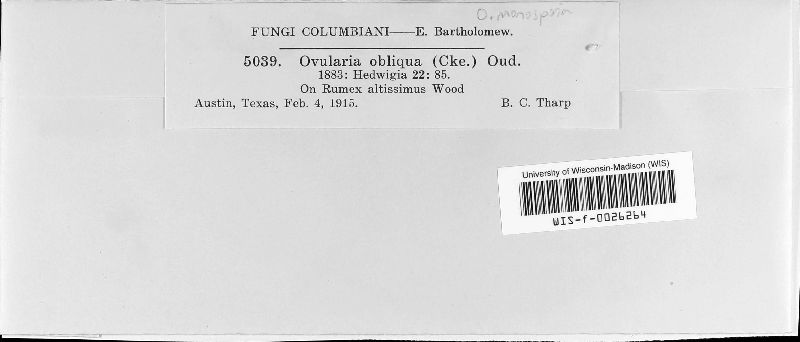 O. monospora
FUNGI COLUMBIANI—E. Bartholomew.
5039. Ovularia obliqua (Cke.) Oud.
1883: Hedwigia 22: 85.
On Rumex altissimus Wood
Austin, Texas, Feb. 4, 1915. B. C. Tharp
University of Wisconsin-Madison (WIS)
WIS-f-0026264